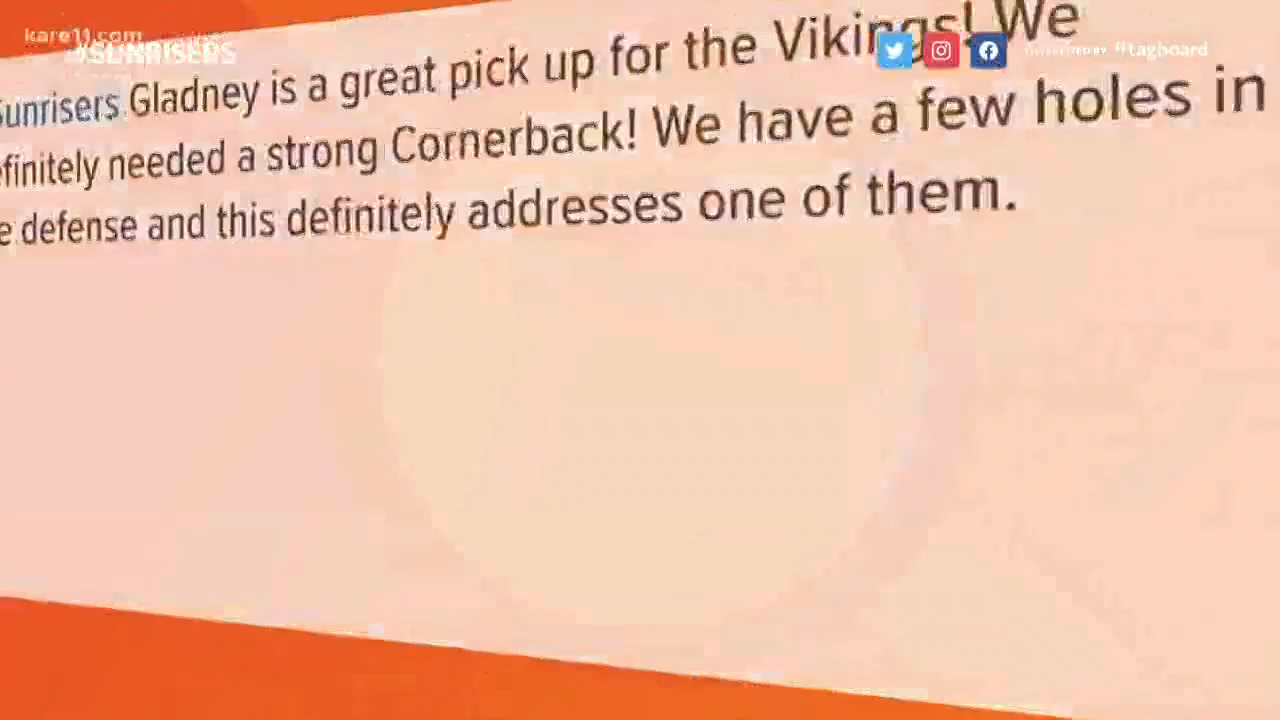 kare11.com
#SUNRISERS
#tagboard
sunrisers Gladney is a great pick up for the Vikings! We
efinitely needed a strong Cornerback! We have a few holes in
e defense and this definitely addresses one of them.